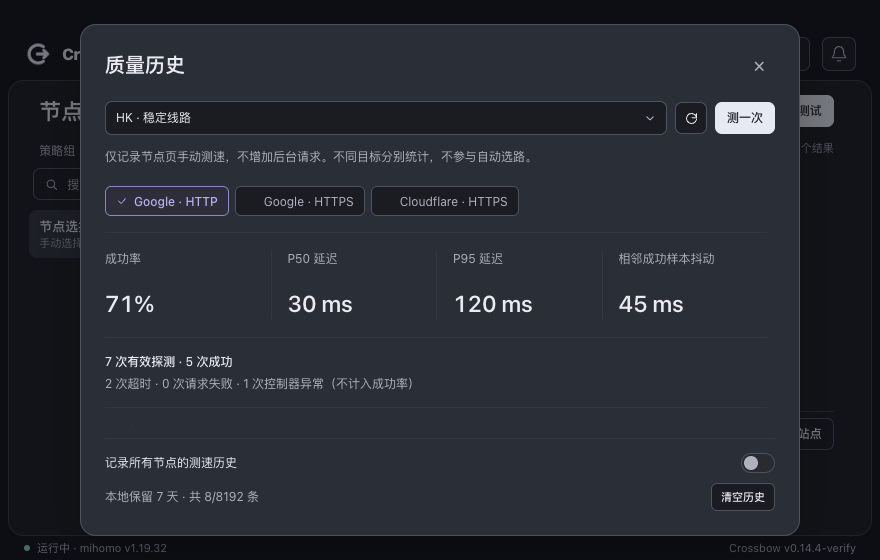 Cr
质量历史
节点
测试
HK · 稳定线路
测一次
策略组
仅记录节点页手动测速，不增加后台请求。不同目标分别统计，不参与自动选路。
个结果
搜
Google · HTTP
Google · HTTPS
Cloudflare · HTTPS
节点选
手动选择
成功率
P50 延迟
P95 延迟
相邻成功样本抖动
71%
30 ms
120 ms
45 ms
7 次有效探测 · 5 次成功
2 次超时 · 0 次请求失败 · 1 次控制器异常（不计入成功率）
站点
记录所有节点的测速历史
本地保留 7 天 · 共 8/8192 条
清空历史
运行中 · mihomo v1.19.32
Crossbow v0.14.4-verify